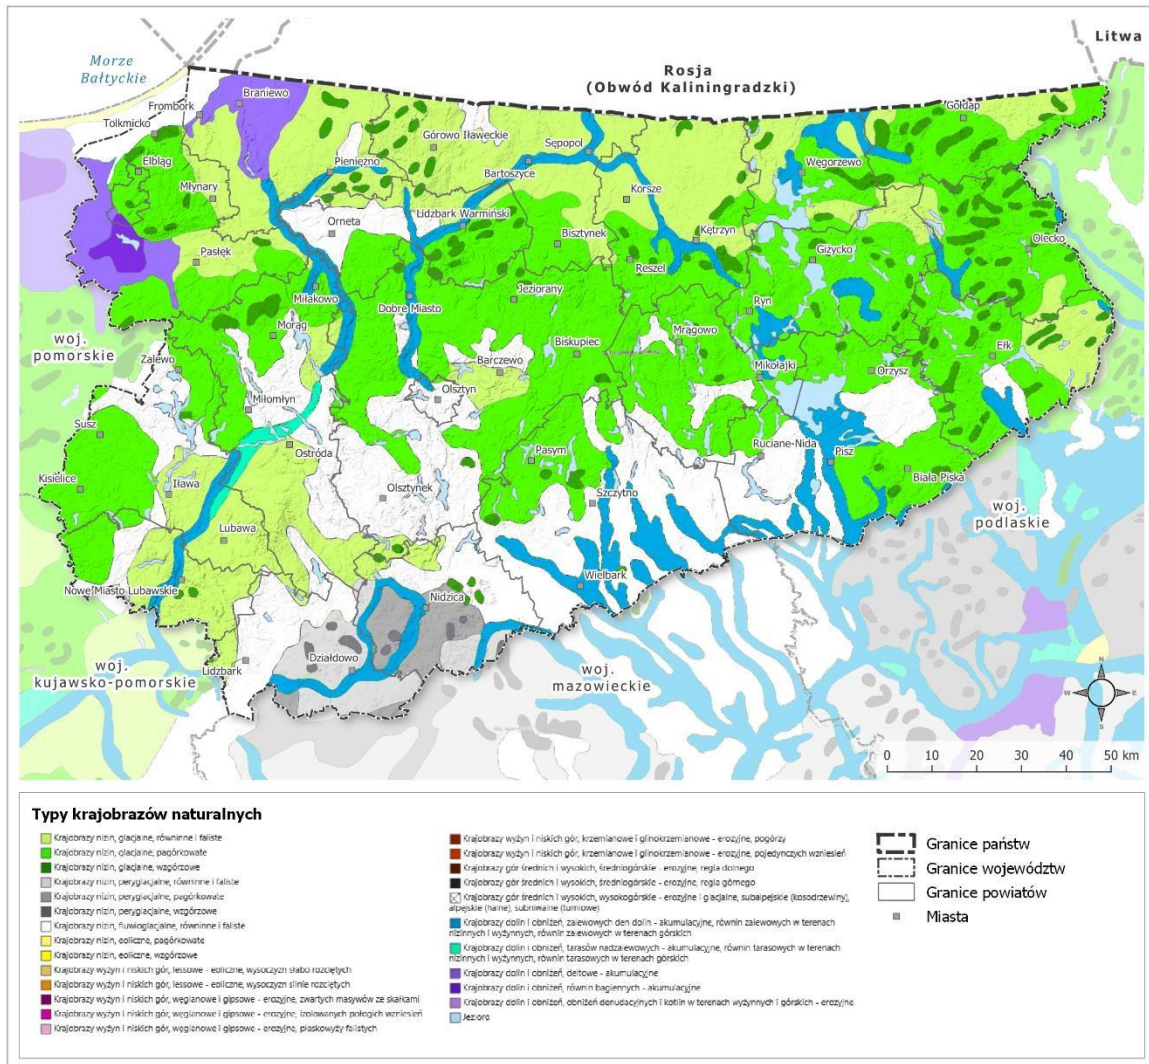 Litwa
Morze
Bałtyckie
Rosja
(Obwód Kaliningradzki)
Braniewo
Frombork
Gołdap
Tolkmicko
Górowo Iławeckie
Sępopol
Elbląg
Pieniężno
Węgorzewo
Bartoszyce
Młynary
Korsze
Lidzbark Warmiński
Orneta
Kętrzyn
Bisztynek
Olecko
Pasłęk
Giżycko
Reszel
Miłakowo
Jeziorany
Dobre Miasto
Ryn
Morąg
Mrągowo
woj.
pomorskie
Biskupiec
Ełk
Zalewo
Barczewo
Mikołajki
Orzysz
Olsztyn
Miłomłyn
Susz
Ostróda
Ruciane-Nida
Pasym
Pisz
Biała Piska
Kisielice
Iława
Olsztynek
Szczytno
woj.
podlaskie
Lubawa
Wielbark
Nowe Miasto Lubawskie
Nidzica
Lidzbark
Działdowo
woj.
kujawsko-pomorskie
woj.
mazowieckie
N
W E
S
0 10 20 30 40 50 km
Typy krajobrazów naturalnych
Krajobrazy nizin, glacjalne, równinne i faliste
Krajobrazy nizin, glacjalne, pagórkowate
Krajobrazy nizin, glacjalne, wzgórzowe
Krajobrazy nizin, peryglacjalne, równinne i faliste
Krajobrazy nizin, peryglacjalne, pagórkowate
Krajobrazy nizin, peryglacjalne, wzgórzowe
Krajobrazy nizin, fluwioglacjalne, równinne i faliste
Krajobrazy nizin, eoliczne, pagórkowate
Krajobrazy nizin, eoliczne, wzgórzowe
Krajobrazy wyżyn i niskich gór, lessowe - eoliczne, wysoczyzn słabo rozciętych
Krajobrazy wyżyn i niskich gór, lessowe - eoliczne, wysoczyzn silnie rozciętych
Krajobrazy wyżyn i niskich gór, węglanowe i gipsowe - erozyjne, zwartych masywów ze skałkami
Krajobrazy wyżyn i niskich gór, węglanowe i gipsowe - erozyjne, izolowanych połogich wzniesień
Krajobrazy wyżyn i niskich gór, węglanowe i gipsowe - erozyjne, płaskowyży falistych
Krajobrazy wyżyn i niskich gór, krzemianowe i glinokrzemianowe - erozyjne, pogórzy
Krajobrazy wyżyn i niskich gór, krzemianowe i glinokrzemianowe - erozyjne, pojedynczych wzniesień
Krajobrazy gór średnich i wysokich, średniogórskie - erozyjne, regla dolnego
Krajobrazy gór średnich i wysokich, średniogórskie - erozyjne, regla górnego
Krajobrazy gór średnich i wysokich, wysokogórskie - erozyjne i glacjalne, subalpejskie (kosodrzewiny),
alpejskie (halne), subniwalne (turniowe)
Krajobrazy dolin i obniżeń, zalewowych den dolin - akumulacyjne, równin zalewowych w terenach
nizinnych i wyżynnych, równin zalewowych w terenach górskich
Krajobrazy dolin i obniżeń, tarasów nadzalewowych - akumulacyjne, równin tarasowych w terenach
nizinnych i wyżynnych, równin tarasowych w terenach górskich
Krajobrazy dolin i obniżeń, deltowe - akumulacyjne
Krajobrazy dolin i obniżeń, równin bagiennych - akumulacyjne
Krajobrazy dolin i obniżeń, obniżeń denudacyjnych i kotlin w terenach wyżynnych i górskich - erozyjne
Jezioro
Granice państw
Granice województw
Granice powiatów
Miasta